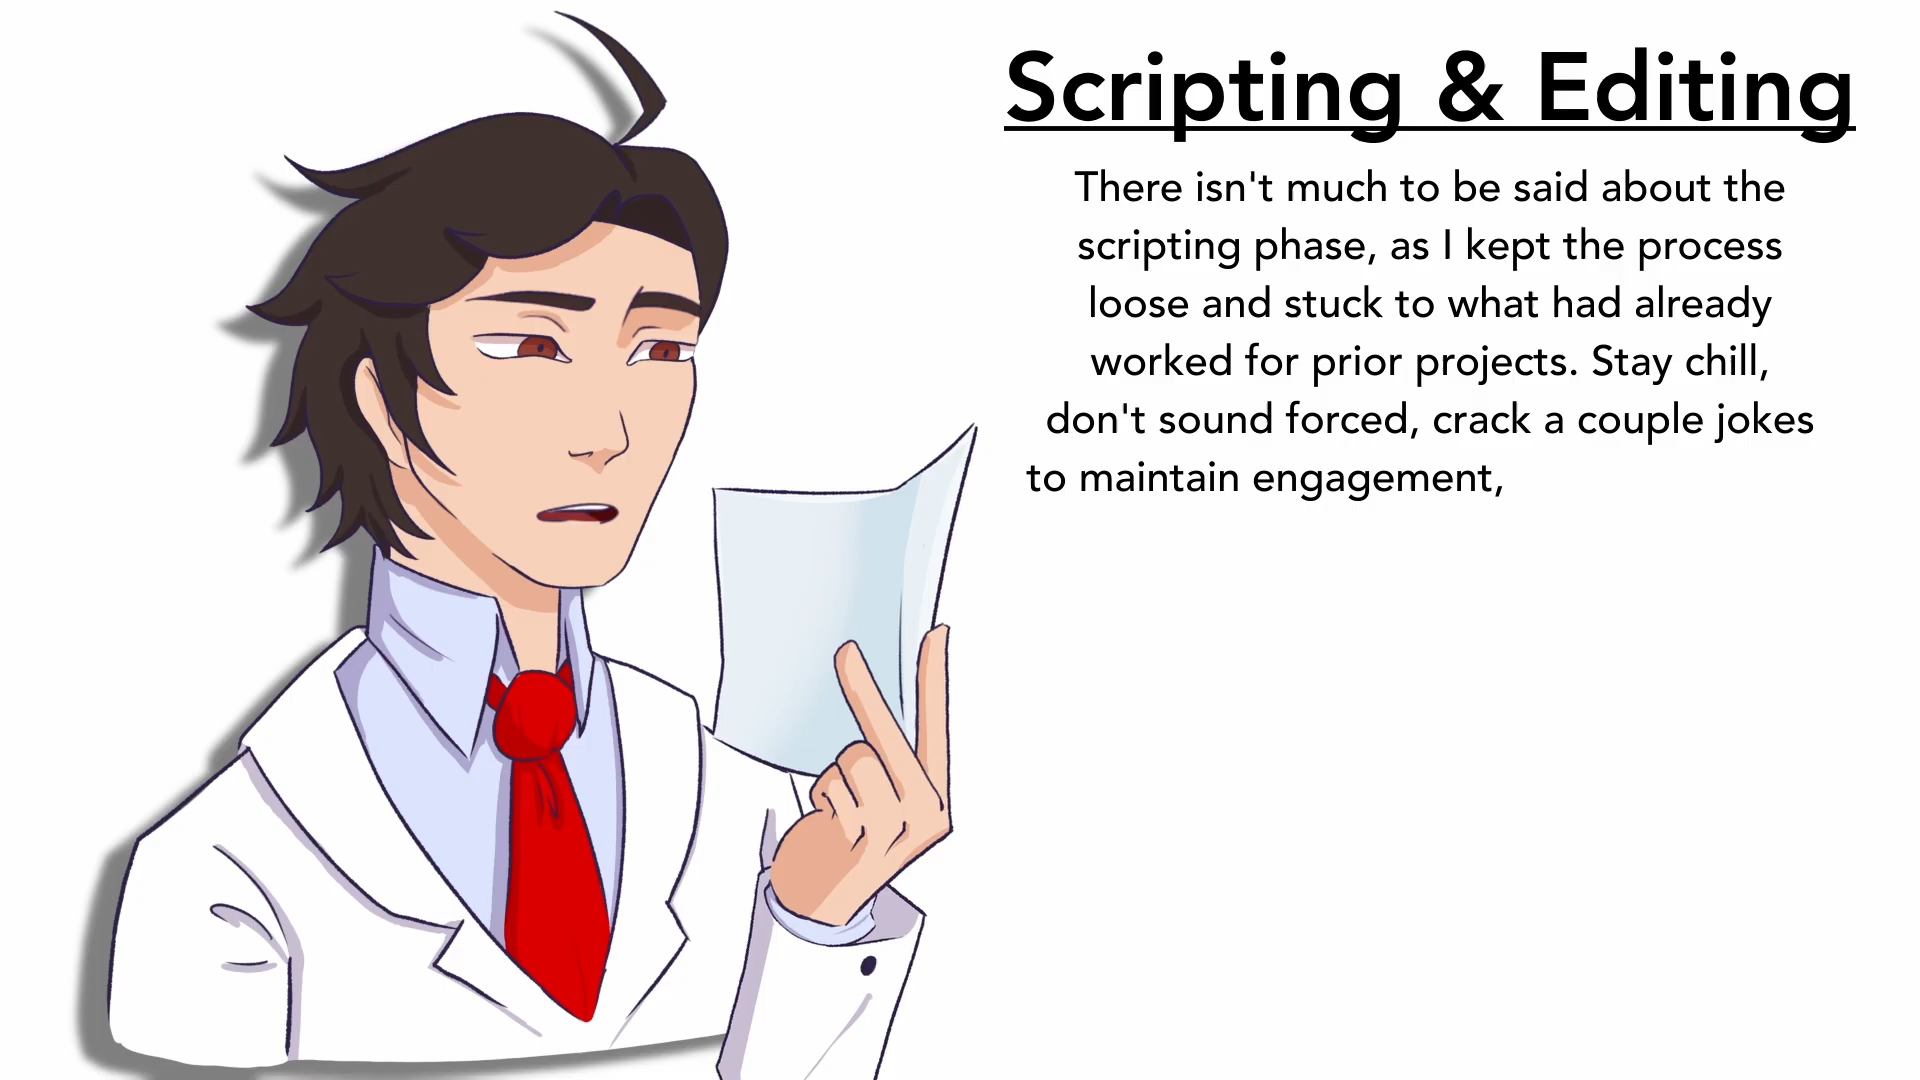 Scripting & Editing
There isn't much to be said about the
scripting phase, as I kept the process
loose and stuck to what had already
worked for prior projects. Stay chill,
don't sound forced, crack a couple jokes
to maintain engagement,